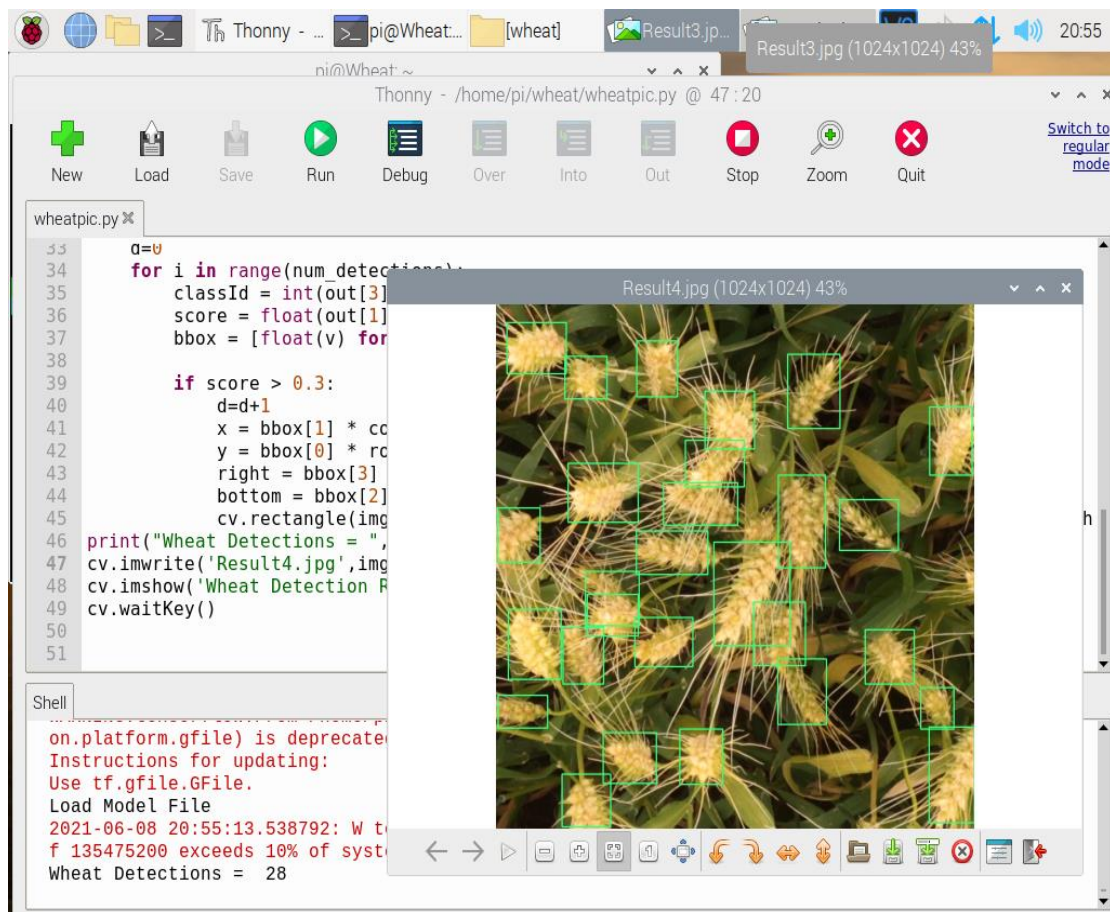 Thonny - ...
pi@Wheat:...
[wheat]
Result3.jp...
20:55
Result3.jpg (1024x1024) 43%
pi@Wheat: ~
Thonny - /home/pi/wheat/wheatpic.py @ 47 : 20
New
Load
Save
Run
Debug
Over
Into
Out
Stop
Zoom
Quit
Switch to
regular
mode
wheatpic.py
33 d=0
34 for i in range(num_detections):
35 classId = int(out[3]
36 score = float(out[1]
37 bbox = [float(v) for
38
39 if score > 0.3:
40 d=d+1
41 x = bbox[1] * co
42 y = bbox[0] * ro
43 right = bbox[3]
44 bottom = bbox[2]
45 cv.rectangle(img
h
46 print("Wheat Detections = ",
47 cv.imwrite('Result4.jpg',img
48 cv.imshow('Wheat Detection R
49 cv.waitKey()
50
51
Result4.jpg (1024x1024) 43%
Shell
on.platform.gfile) is deprecate
Instructions for updating:
Use tf.gfile.GFile.
Load Model File
2021-06-08 20:55:13.538792: W te
f 135475200 exceeds 10% of syste
Wheat Detections = 28